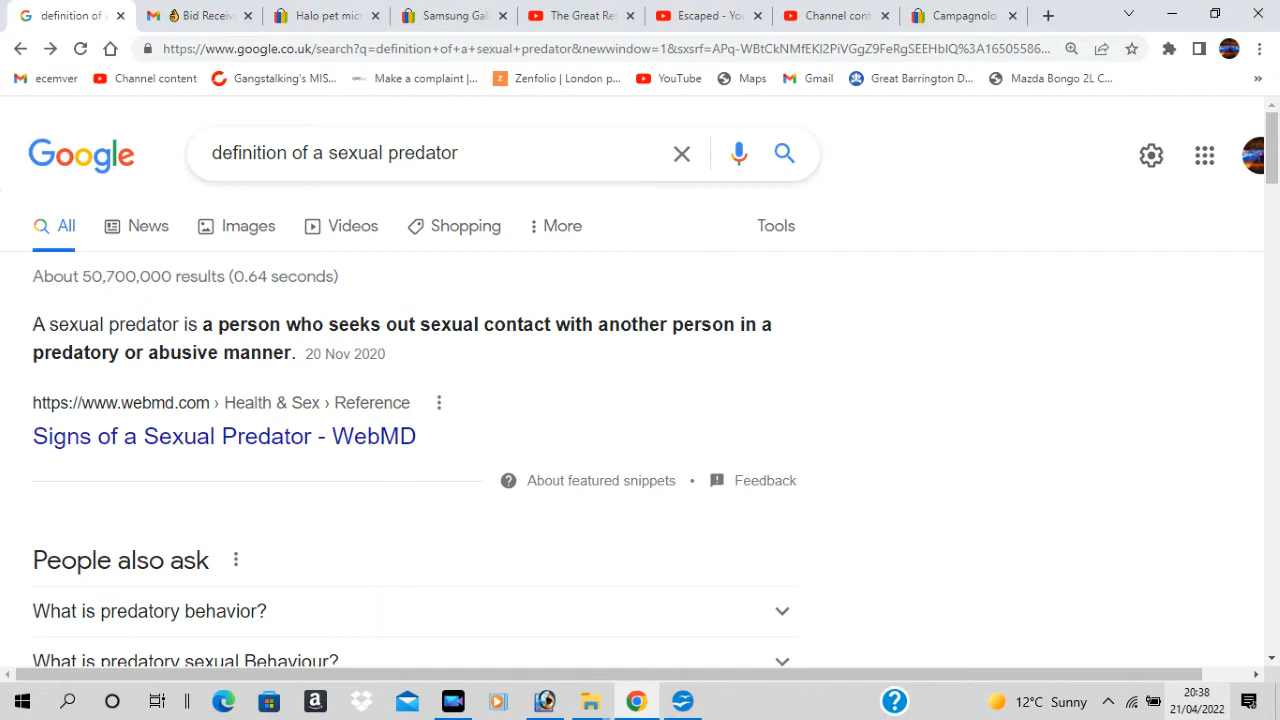 definition of a
Bid Recei
Halo pet mic
Samsung Ga
The Great Re
Escaped - Yo
Channel cont
Campagnolo
https://www.google.co.uk/search?q=definition+of+a+sexual+predator&newwindow=1&sxsrf=APq-WBtCkNMfEKl2PiVGgZ9FeRgSEEHbIQ%3A16505586...
ecemver
Channel content
Gangstalking's MIS...
Make a complaint |...
Zenfolio | London p...
YouTube
Maps
Gmail
Great Barrington D...
Mazda Bongo 2L C...
»
Google
definition of a sexual predator
All
News
Images
Videos
Shopping
More
Tools
About 50,700,000 results (0.64 seconds)
A sexual predator is a person who seeks out sexual contact with another person in a
predatory or abusive manner. 20 Nov 2020
https://www.webmd.com › Health & Sex › Reference
Signs of a Sexual Predator - WebMD
About featured snippets • Feedback
People also ask
What is predatory behavior?
What is predatory sexual Behaviour?
12°C Sunny
20:38
21/04/2022